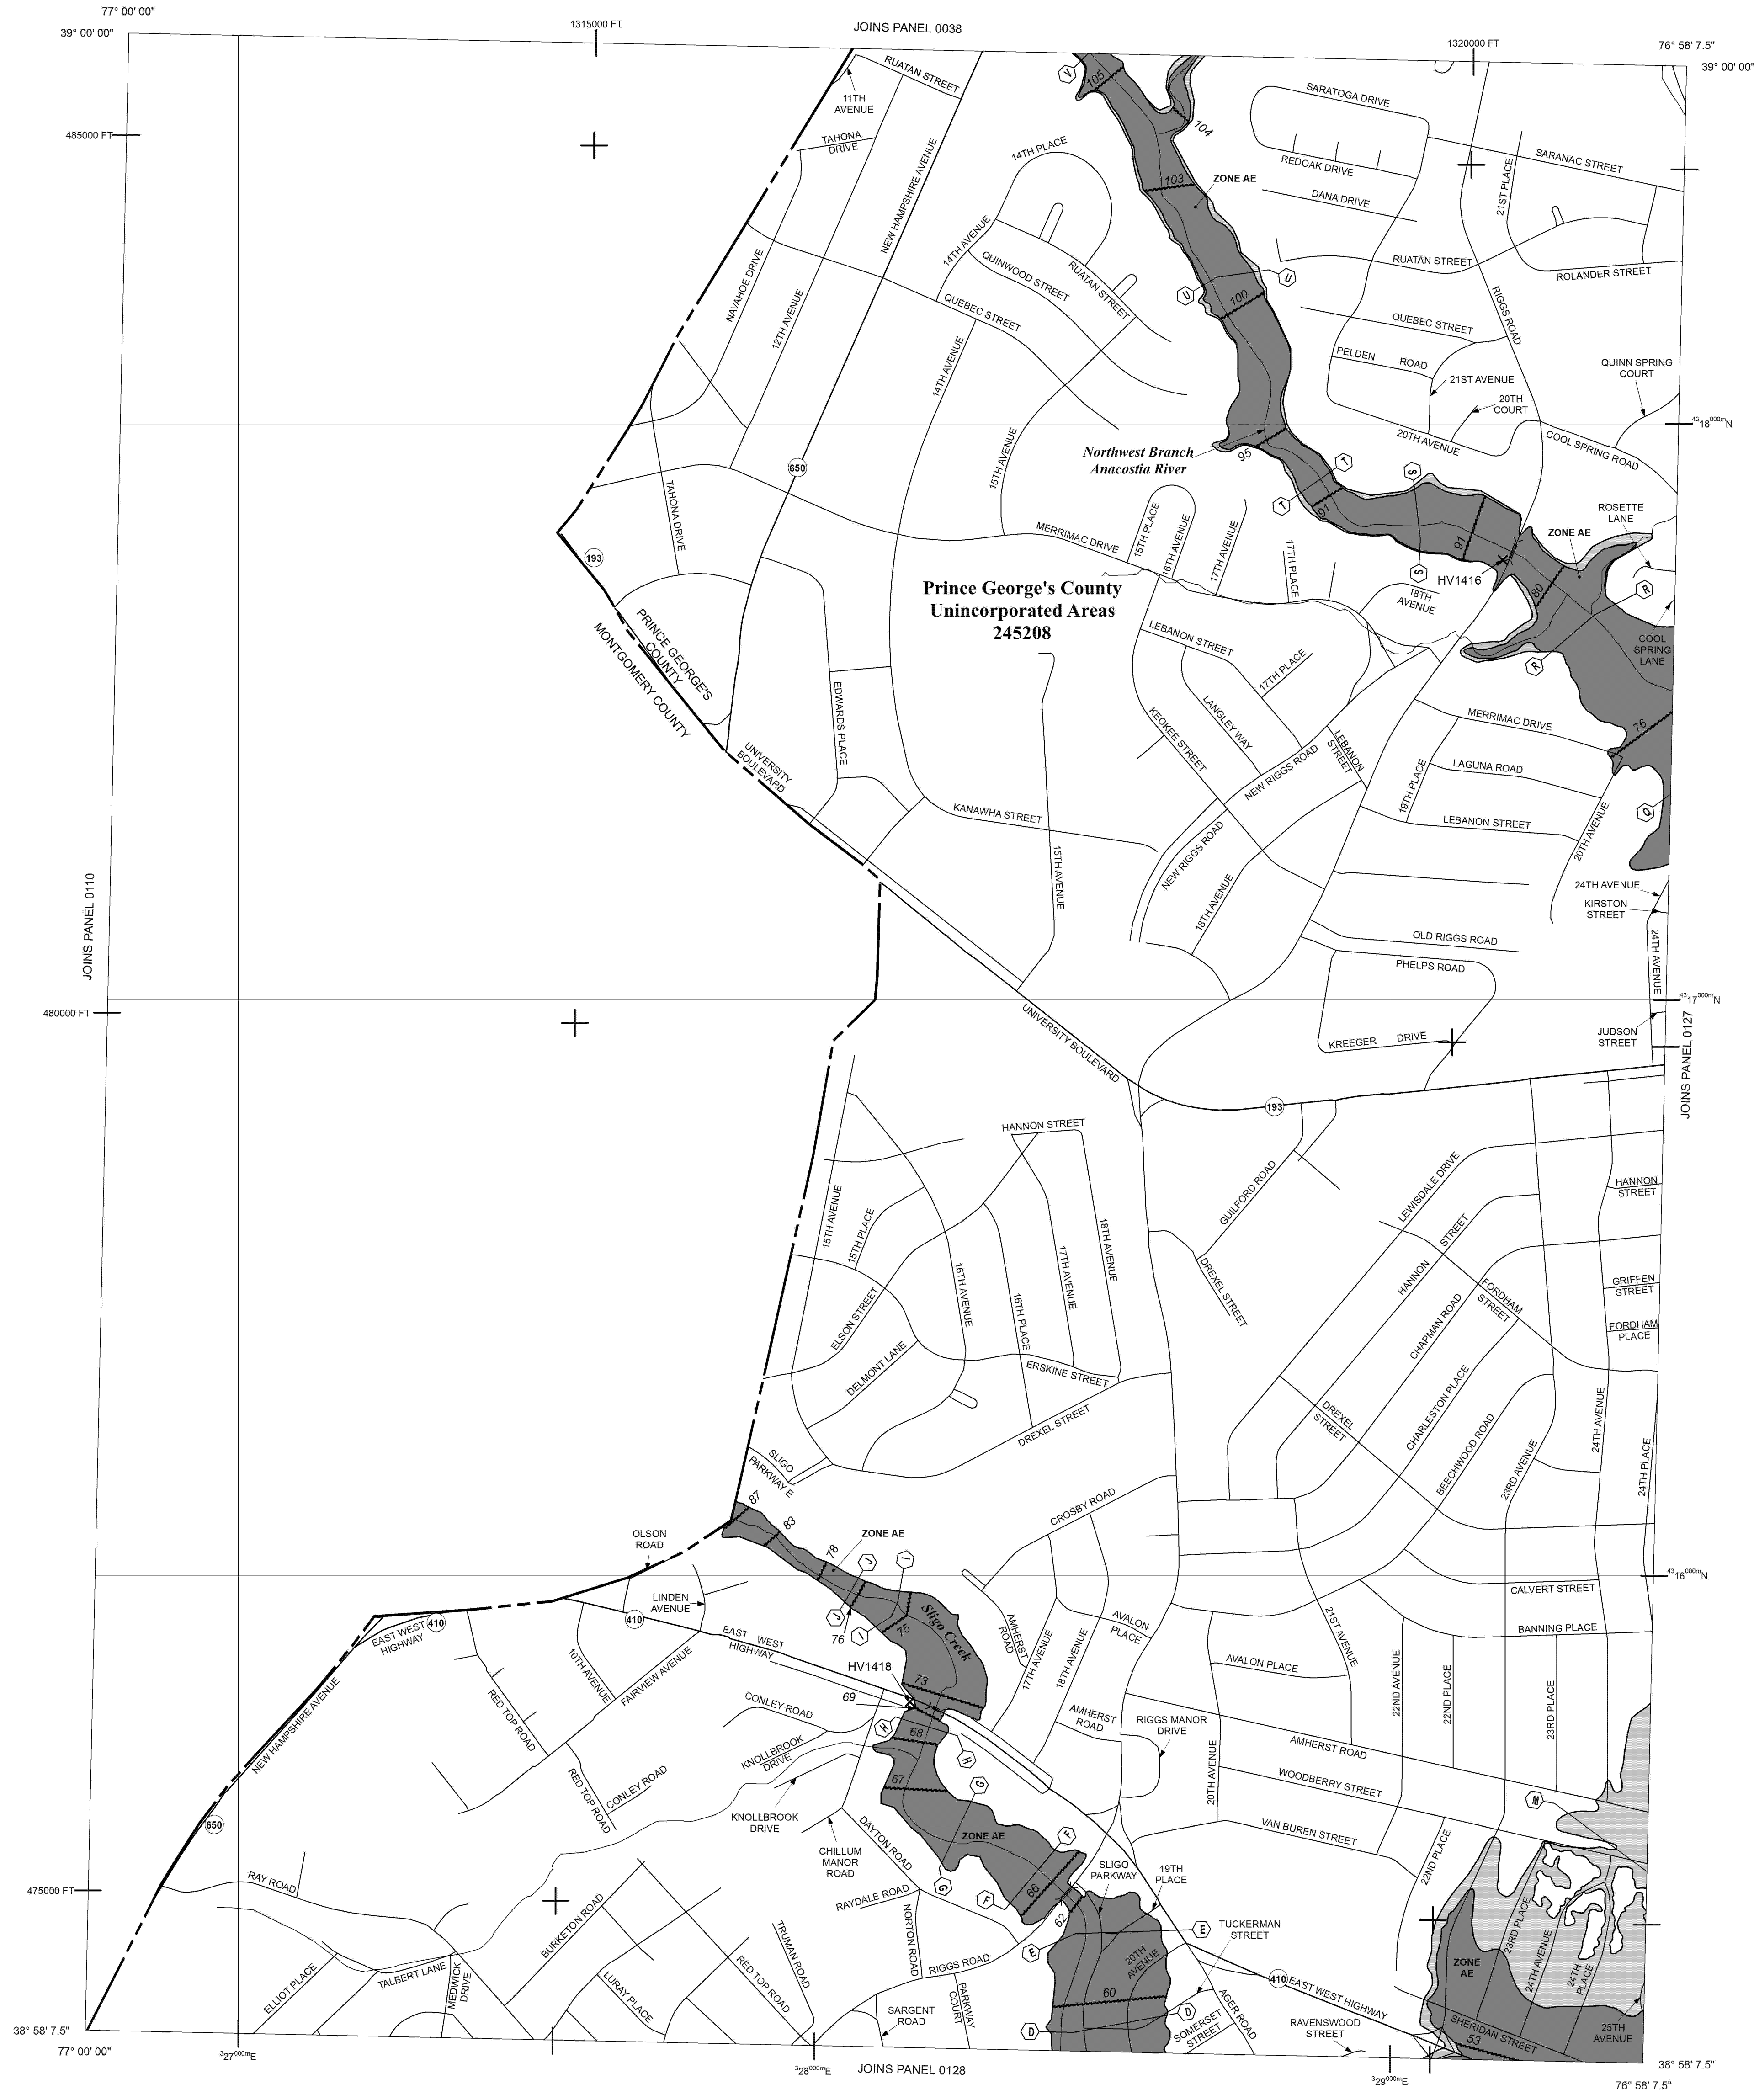 77° 00' 00"
39° 00' 00"
1315000 FT
JOINS PANEL 0038
1320000 FT
76° 58' 7.5"
39° 00' 00"
485000 FT
11TH
AVENUE
RUATAN STREET
TAHONA
DRIVE
NEW HAMPSHIRE AVENUE
14TH PLACE
V
105
104
103
ZONE AE
SARATOGA DRIVE
REDOAK DRIVE
DANA DRIVE
SARANAC STREET
21ST PLACE
NAVAHOE DRIVE
12TH AVENUE
14TH AVENUE
QUINWOOD STREET
RUATAN STREET
QUEBEC STREET
U
U
100
RUATAN STREET
ROLANDER STREET
RIGGS ROAD
QUEBEC STREET
PELDEN ROAD
21ST AVENUE
20TH
COURT
QUINN SPRING
COURT
14TH AVENUE
15TH AVENUE
650
Northwest Branch
Anacostia River
95
T
T
91
S
S
91
20TH AVENUE
COOL SPRING ROAD
4318000mN
ROSETTE
LANE
ZONE AE
HV1416
80
R
R
COOL
SPRING
LANE
TAHONA DRIVE
193
MERRIMAC DRIVE
15TH PLACE
16TH AVENUE
17TH AVENUE
17TH PLACE
18TH
AVENUE
Prince George's County
Unincorporated Areas
245208
PRINCE GEORGE'S
COUNTY
MONTGOMERY COUNTY
LEBANON STREET
17TH PLACE
LANGLEY WAY
KEOKEE STREET
LEBANON
STREET
NEW RIGGS ROAD
MERRIMAC DRIVE
76
LAGUNA ROAD
19TH PLACE
LEBANON STREET
20TH AVENUE
Q
EDWARDS PLACE
UNIVERSITY
BOULEVARD
KANAWHA STREET
15TH AVENUE
NEW RIGGS ROAD
18TH AVENUE
24TH AVENUE
KIRSTON
STREET
JOINS PANEL 0110
OLD RIGGS ROAD
PHELPS ROAD
24TH AVENUE
4317000mN
480000 FT
UNIVERSITY BOULEVARD
KREEGER DRIVE
JUDSON
STREET
JOINS PANEL 0127
193
HANNON STREET
GUILFORD ROAD
LEWISDALE DRIVE
HANNON
STREET
15TH AVENUE
15TH PLACE
16TH AVENUE
17TH AVENUE
18TH AVENUE
16TH PLACE
DREXEL STREET
HANNON STREET
FORDHAM
STREET
GRIFFEN
STREET
FORDHAM
PLACE
ELSON STREET
DELMONT LANE
ERSKINE STREET
CHAPMAN ROAD
CHARLESTON PLACE
DREXEL STREET
DREXEL
STREET
BEECHWOOD ROAD
23RD AVENUE
24TH AVENUE
24TH PLACE
SLIGO
PARKWAY E
87
83
78
ZONE AE
CROSBY ROAD
OLSON
ROAD
J
I
J
I
76
75
Sligo Creek
LINDEN
AVENUE
4316000mN
CALVERT STREET
BANNING PLACE
410
EAST WEST
HIGHWAY
410
EAST WEST
HIGHWAY
10TH AVENUE
FAIRVIEW AVENUE
RED TOP ROAD
AMHERST
ROAD
17TH AVENUE
18TH AVENUE
AVALON
PLACE
AVALON PLACE
21ST AVENUE
22ND AVENUE
22ND PLACE
23RD PLACE
HV1418
73
69
68
H
H
CONLEY ROAD
KNOLLBROOK
DRIVE
AMHERST
ROAD
RIGGS MANOR
DRIVE
AMHERST ROAD
NEW HAMPSHIRE AVENUE
RED TOP ROAD
CONLEY ROAD
67
G
20TH AVENUE
WOODBERRY STREET
M
650
KNOLLBROOK
DRIVE
CHILLUM
MANOR
ROAD
DAYTON ROAD
ZONE AE
F
VAN BUREN STREET
22ND PLACE
475000 FT
RAY ROAD
RAYDALE ROAD
G
F
66
62
SLIGO
PARKWAY
19TH
PLACE
BURKETON ROAD
TRUMAN ROAD
NORTON ROAD
RIGGS ROAD
E
E
20TH
AVENUE
TUCKERMAN
STREET
23RD PLACE
24TH AVENUE
24TH
PLACE
ZONE
AE
ELLIOT PLACE
TALBERT LANE
MEDWICK
DRIVE
LURAY PLACE
RED TOP ROAD
PARKWAY
COURT
SARGENT
ROAD
60
D
D
SOMERSET
STREET
AGER ROAD
410
EAST WEST HIGHWAY
RAVENSWOOD
STREET
SHERIDAN STREET
53
25TH
AVENUE
38° 58' 7.5"
77° 00' 00"
327000mE
328000mE
JOINS PANEL 0128
329000mE
38° 58' 7.5"
76° 58' 7.5"